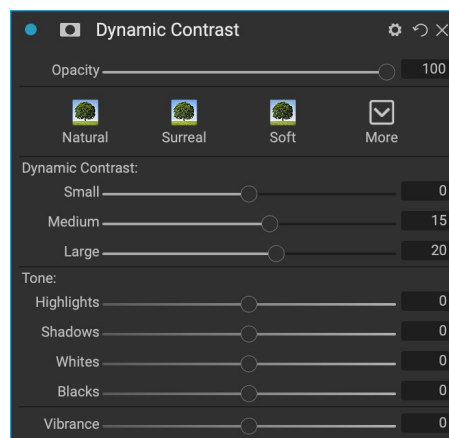 Dynamic Contrast
Opacity 100
Natural Surreal Soft More
Dynamic Contrast:
Small 0
Medium 15
Large 20
Tone:
Highlights 0
Shadows 0
Whites 0
Blacks 0
Vibrance 0